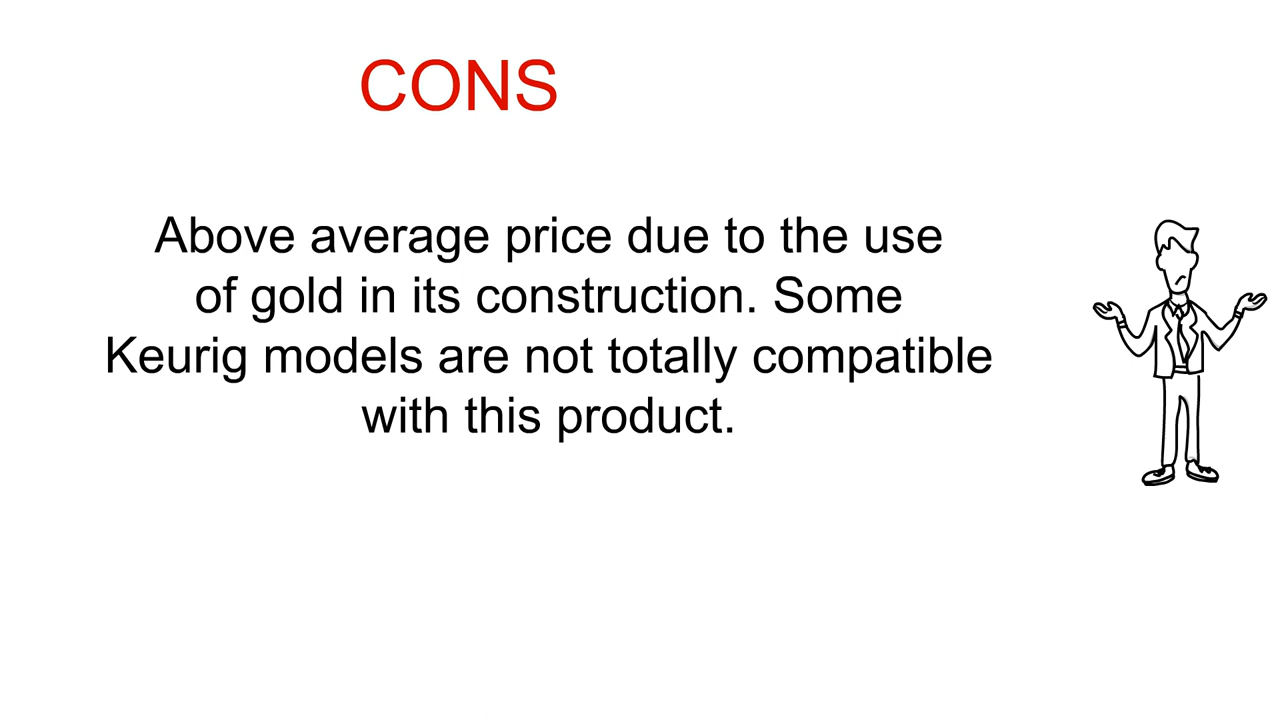 CONS
Above average price due to the use
of gold in its construction. Some
Keurig models are not totally compatible
with this product.